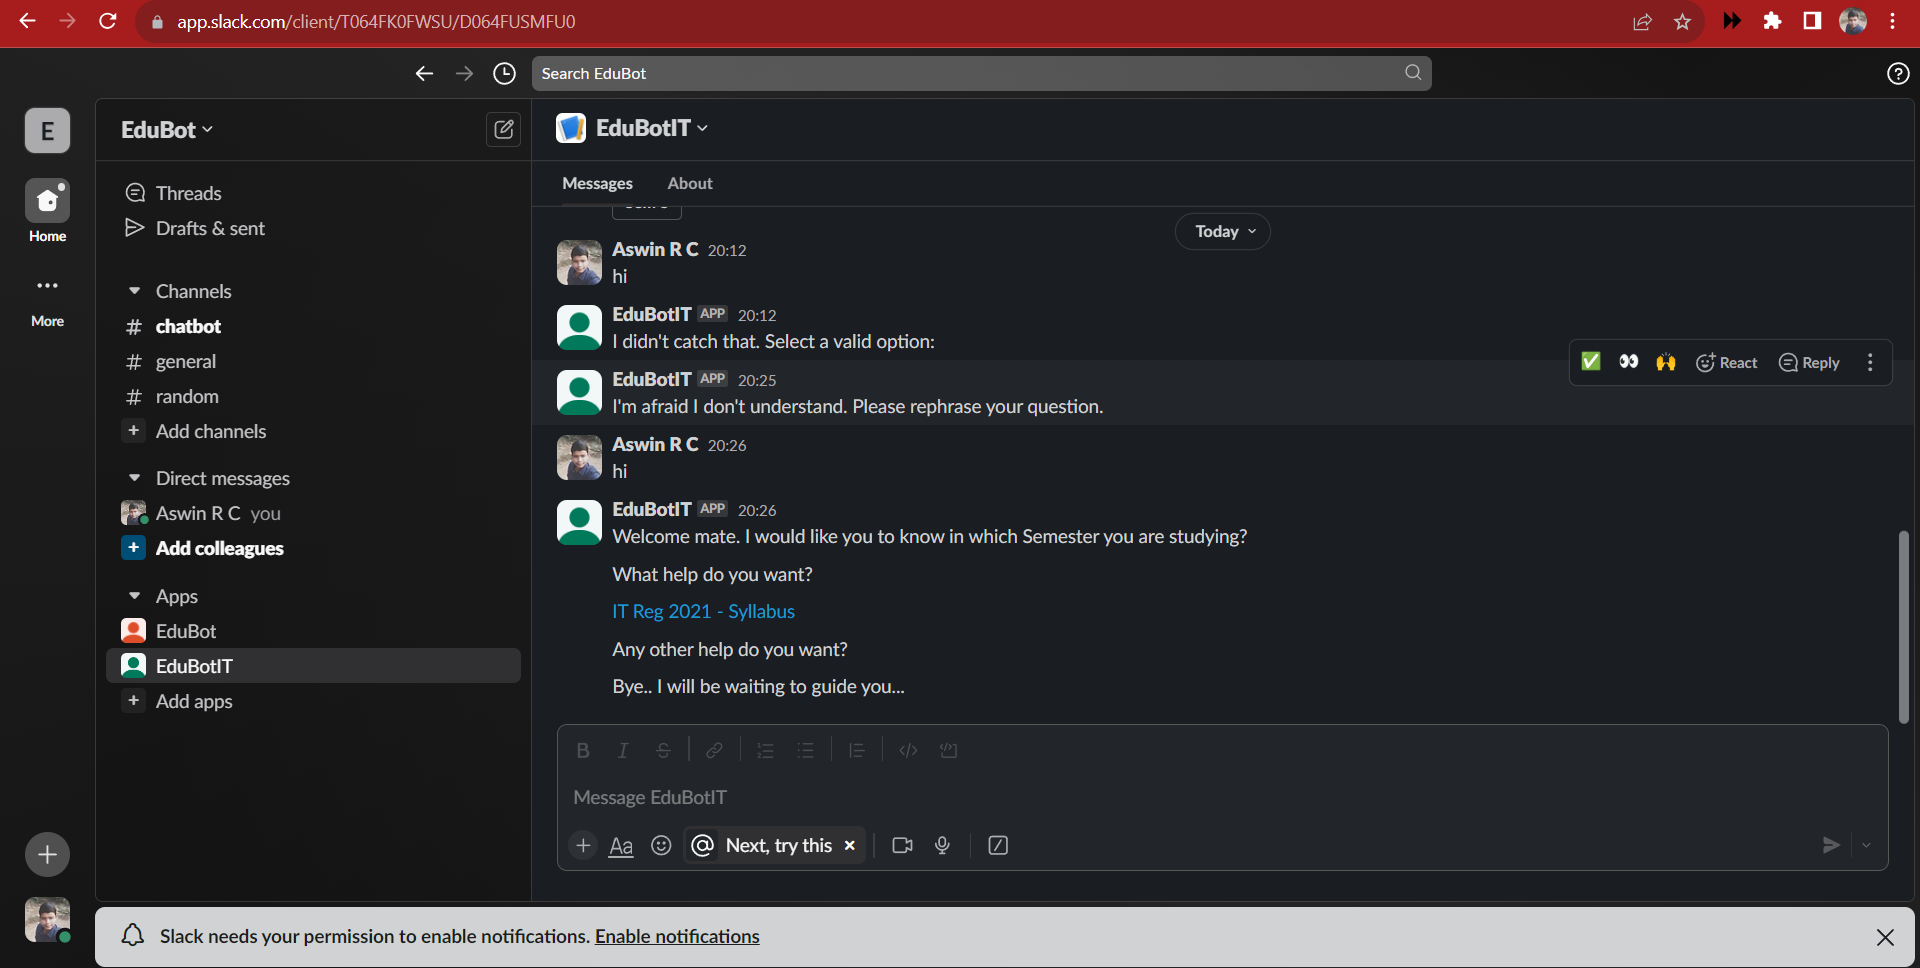 app.slack.com/client/T064FK0FWSU/D064FUSMFU0
Search EduBot
E
Home
More
EduBot
Threads
Drafts & sent
Channels
# chatbot
# general
# random
+ Add channels
Direct messages
Aswin R C you
+ Add colleagues
Apps
EduBot
EduBotIT
+ Add apps
EduBotIT
Messages About
Today
Aswin R C 20:12
hi
EduBotIT APP 20:12
I didn't catch that. Select a valid option:
React Reply
EduBotIT APP 20:25
I'm afraid I don't understand. Please rephrase your question.
Aswin R C 20:26
hi
EduBotIT APP 20:26
Welcome mate. I would like you to know in which Semester you are studying?
What help do you want?
IT Reg 2021 - Syllabus
Any other help do you want?
Bye.. I will be waiting to guide you...
B I S
Message EduBotIT
+ Aa @ Next, try this
Slack needs your permission to enable notifications. Enable notifications